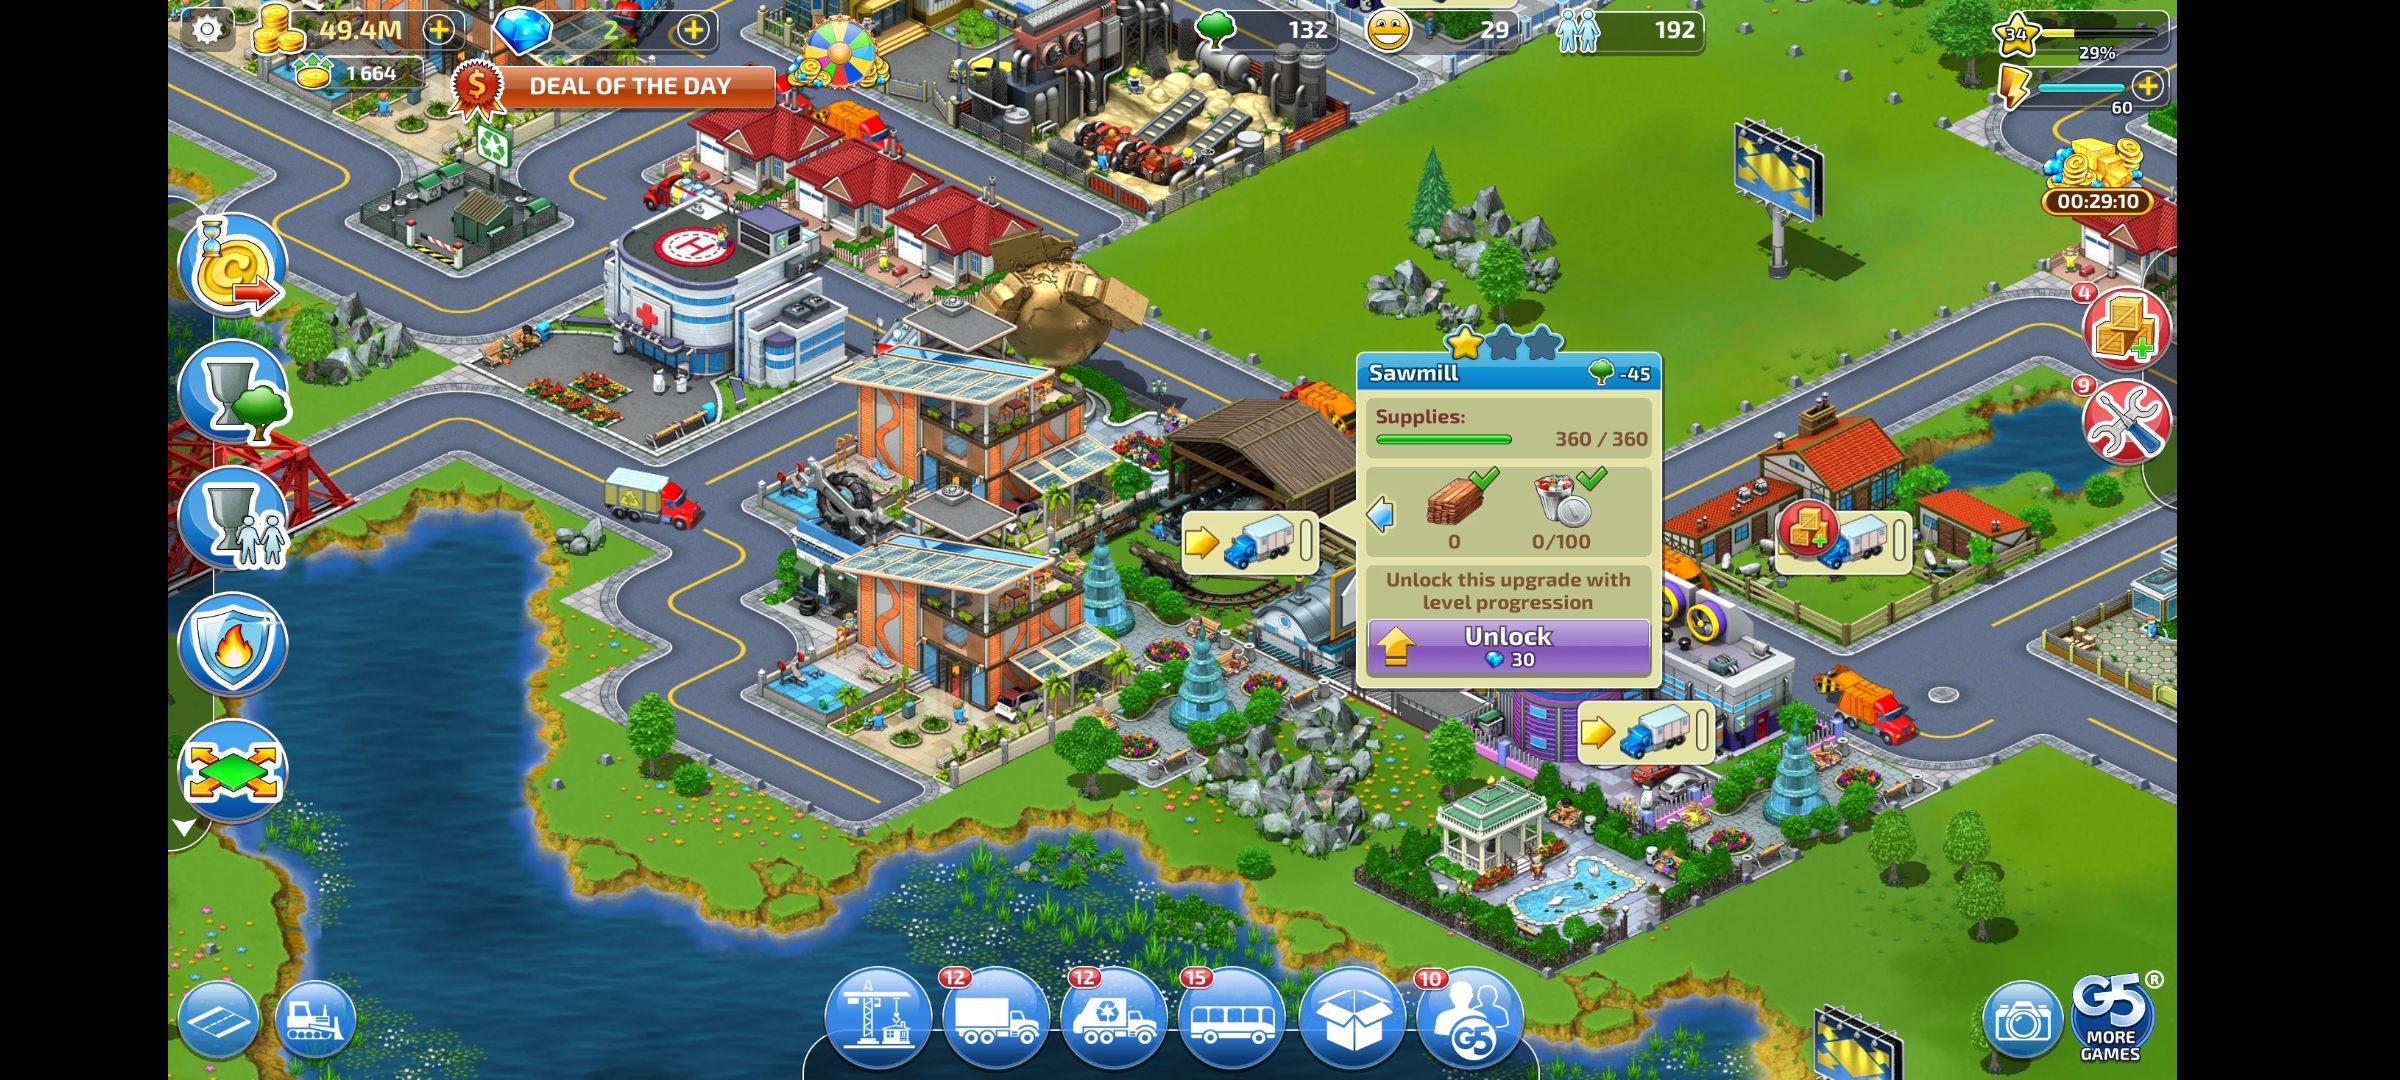 49.4M
2
132
29
192
34
29%
1 664
DEAL OF THE DAY
60
00:29:10
4
9
Sawmill
-45
Supplies:
360 / 360
0
0/100
Unlock this upgrade with
level progression
Unlock
30
H
C
12
12
15
10
G5
G5®
MORE
GAMES